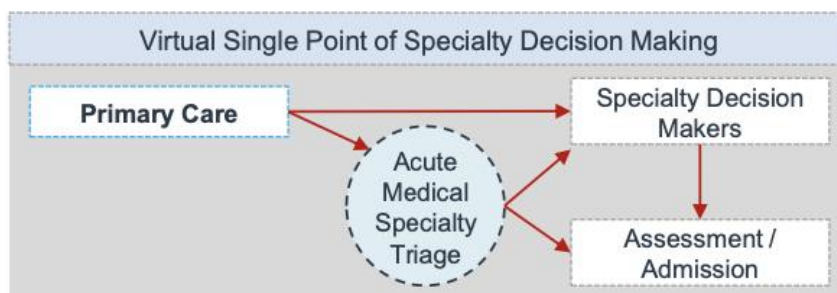 Virtual Single Point of Specialty Decision Making
Primary Care
Specialty Decision
Makers
Acute
Medical
Specialty
Triage
Assessment /
Admission